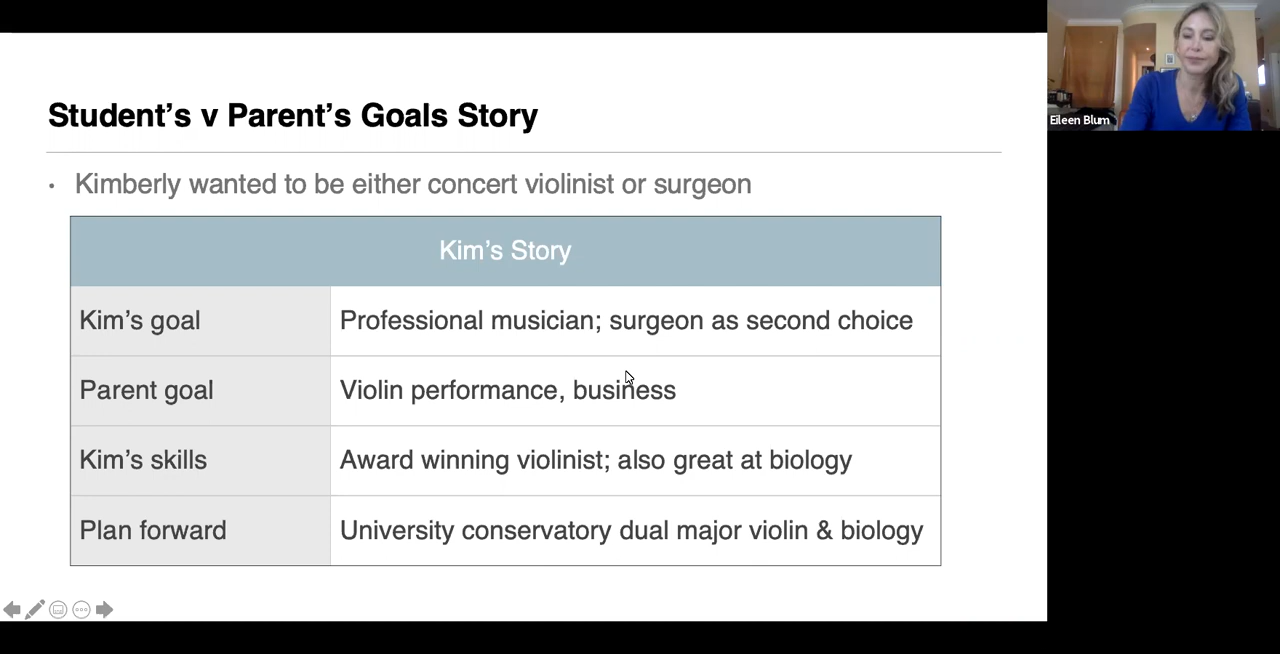 Student’s v Parent’s Goals Story
• Kimberly wanted to be either concert violinist or surgeon
Kim’s Story
Kim’s goal Professional musician; surgeon as second choice
Parent goal Violin performance, business
Kim’s skills Award winning violinist; also great at biology
Plan forward University conservatory dual major violin & biology
Eileen Blum